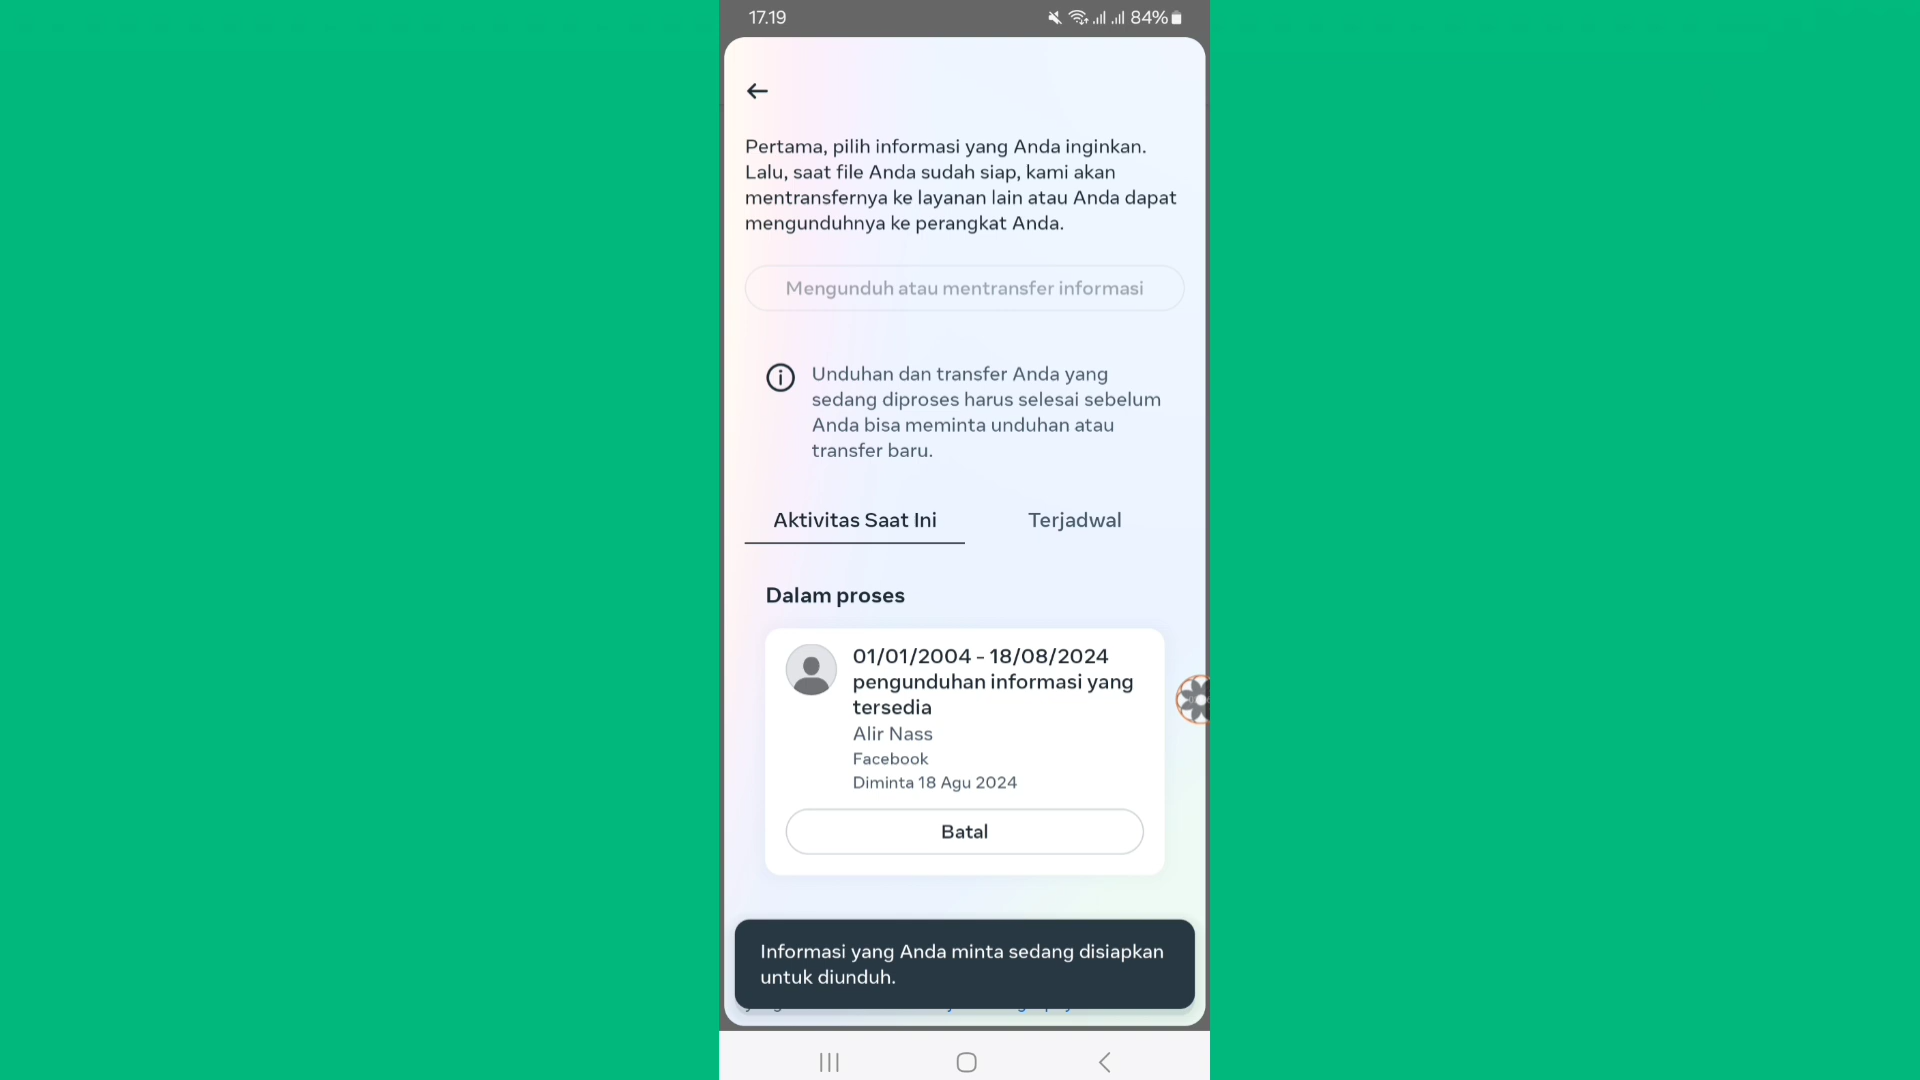 17.19
84%
Pertama, pilih informasi yang Anda inginkan.
Lalu, saat file Anda sudah siap, kami akan
mentransfernya ke layanan lain atau Anda dapat
mengunduhnya ke perangkat Anda.
Mengunduh atau mentransfer informasi
Unduhan dan transfer Anda yang
sedang diproses harus selesai sebelum
Anda bisa meminta unduhan atau
transfer baru.
Aktivitas Saat Ini
Terjadwal
Dalam proses
01/01/2004 - 18/08/2024
pengunduhan informasi yang
tersedia
Alir Nass
Facebook
Diminta 18 Agu 2024
Batal
Informasi yang Anda minta sedang disiapkan
untuk diunduh.